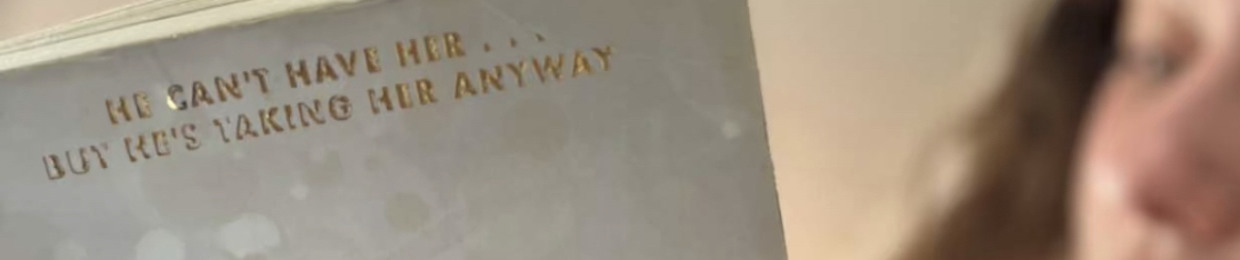 HE CAN'T HAVE HER . . .
BUT HE'S TAKING HER ANYWAY